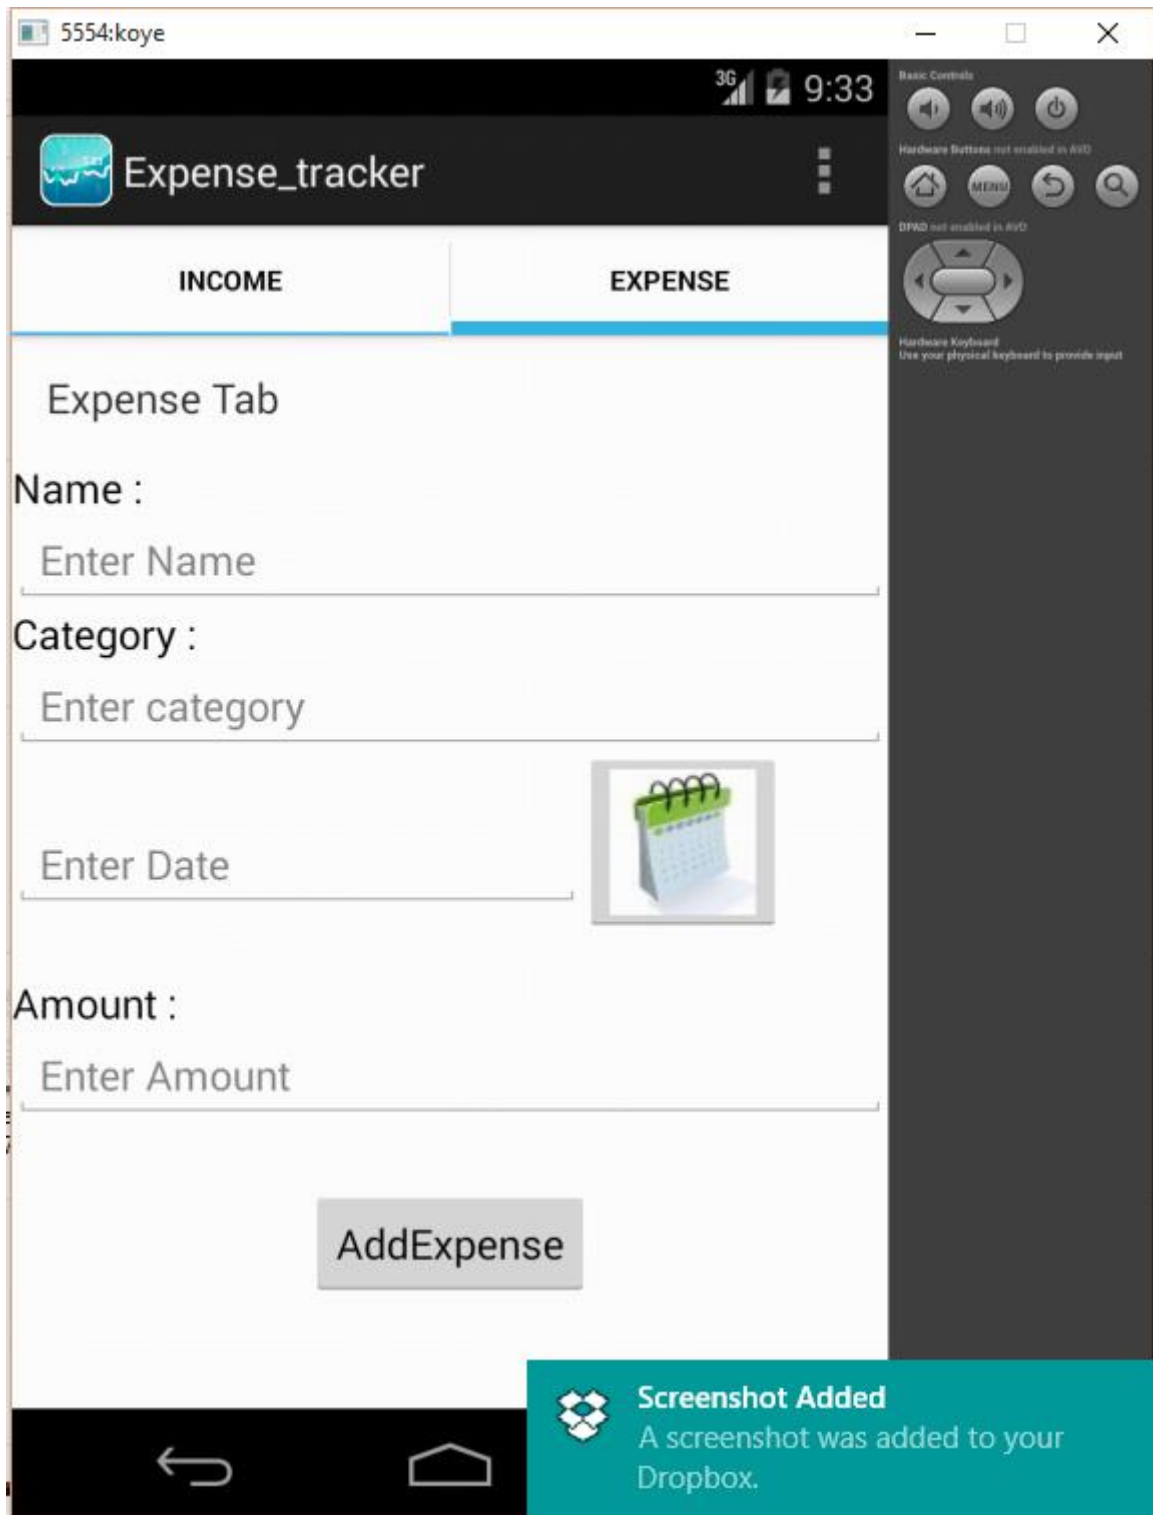 5554:koye
3G 9:33
Expense_tracker
INCOME
EXPENSE
Expense Tab
Name :
Enter Name
Category :
Enter category
Enter Date
Amount :
Enter Amount
AddExpense
Basic Controls
Hardware Buttons not enabled in AVD
MENU
DPAD not enabled in AVD
Hardware Keyboard
Use your physical keyboard to provide input
Screenshot Added
A screenshot was added to your
Dropbox.